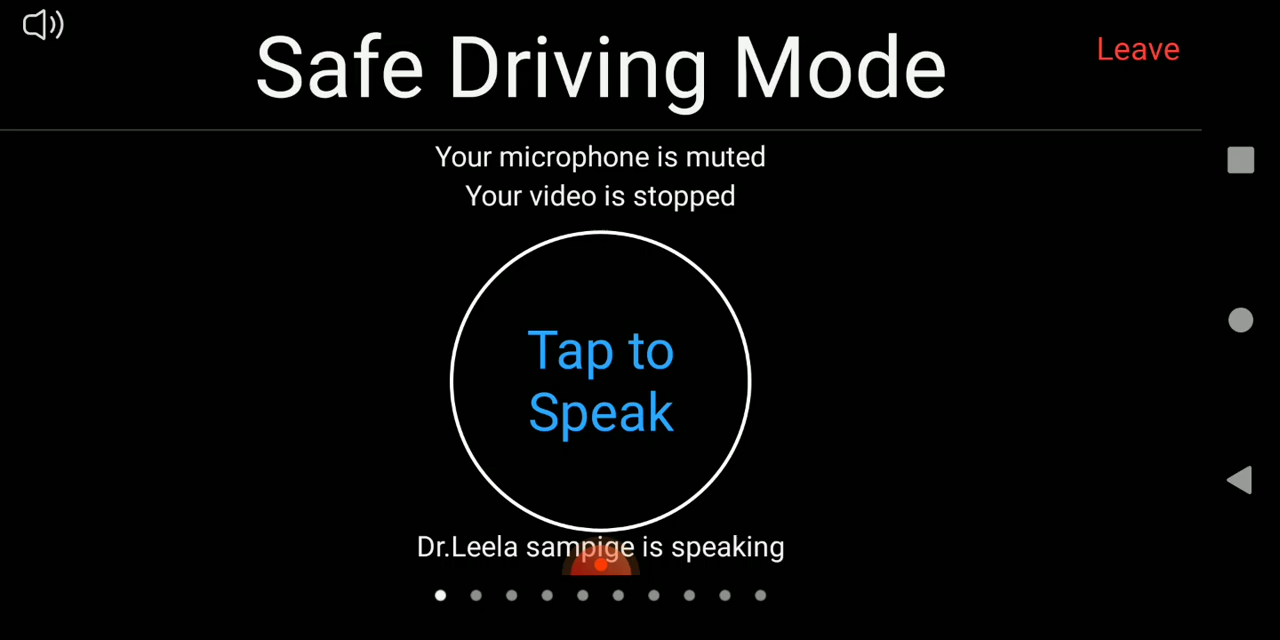 Safe Driving Mode
Leave
Your microphone is muted
Your video is stopped
Tap to
Speak
Dr.Leela sampige is speaking